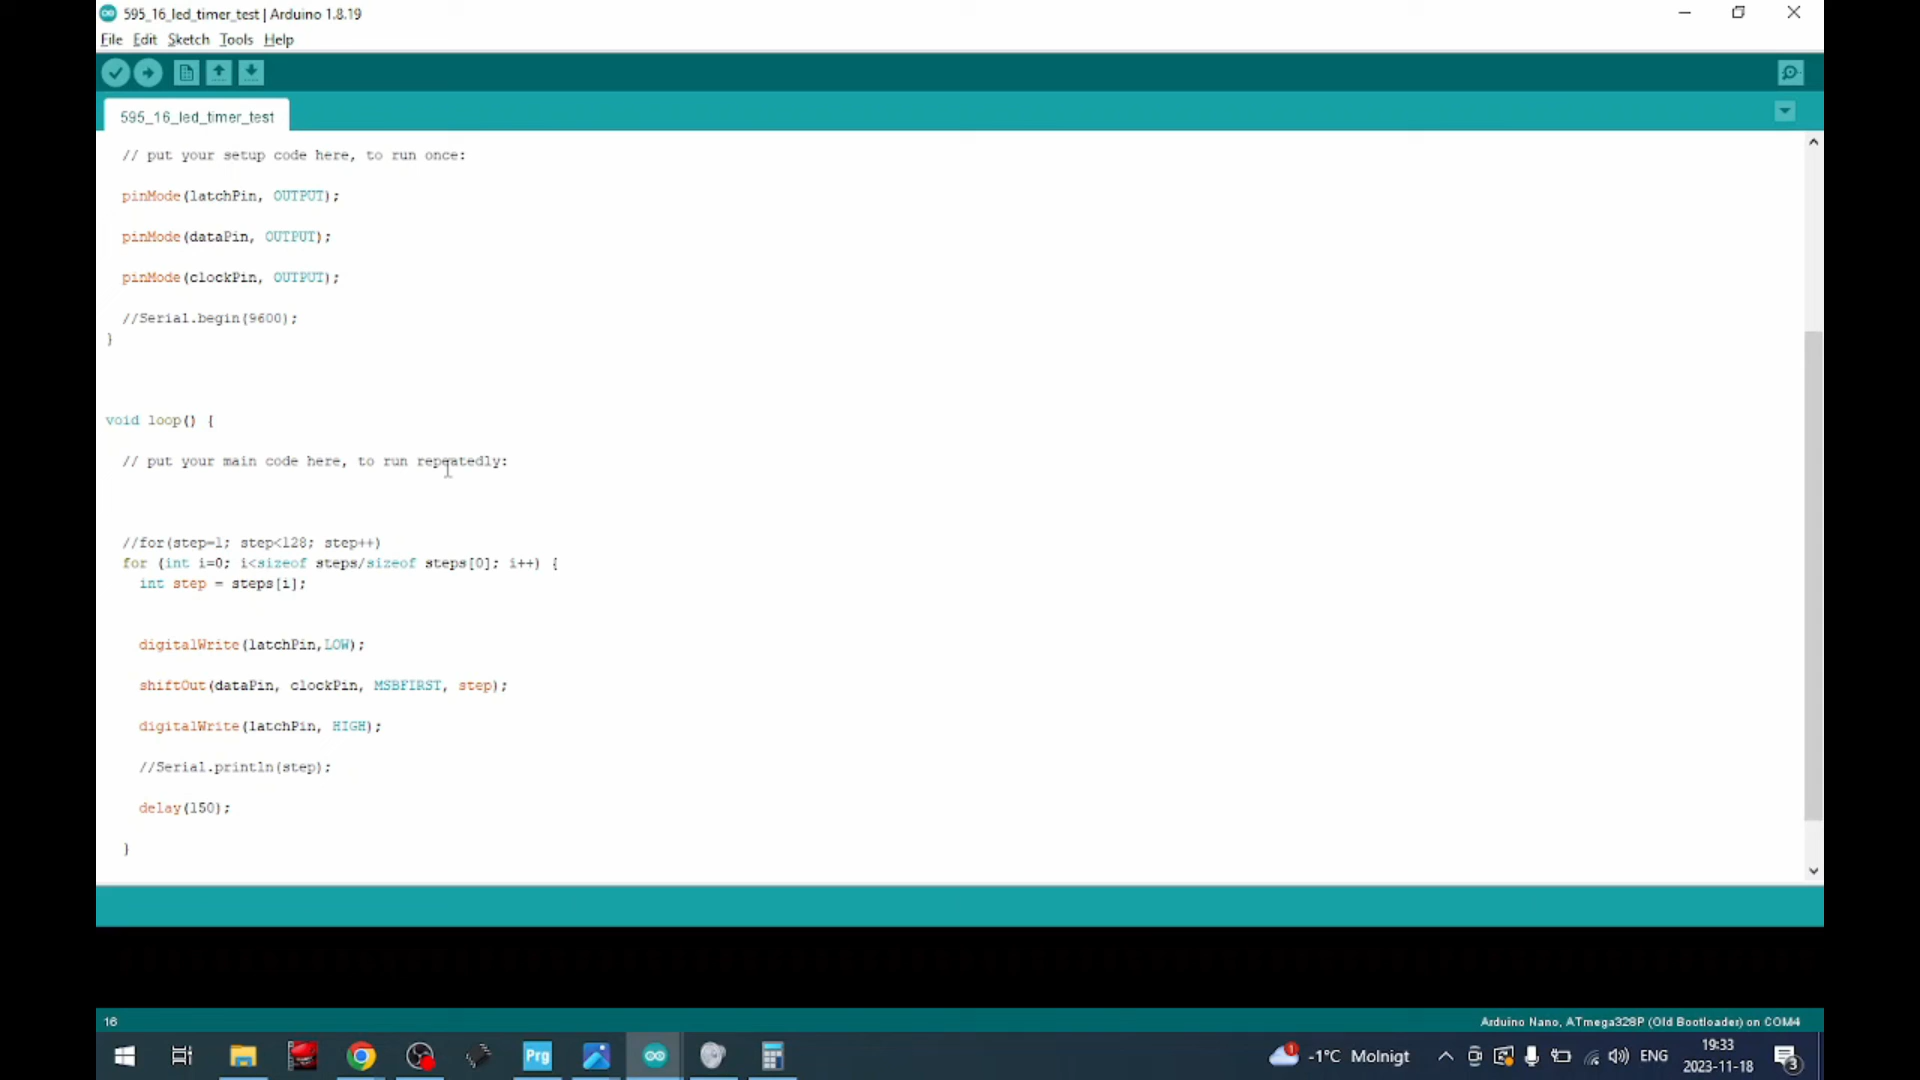 595_16_led_timer_test | Arduino 1.8.19
File Edit Sketch Tools Help
595_16_led_timer_test
// put your setup code here, to run once:
pinMode(latchPin, OUTPUT);
pinMode(dataPin, OUTPUT);
pinMode(clockPin, OUTPUT);
//Serial.begin(9600);
}
void loop() {
// put your main code here, to run repeatedly:
//for(step=1; step<128; step++)
for (int i=0; i<sizeof steps/sizeof steps[0]; i++) {
int step = steps[i];
digitalWrite(latchPin,LOW);
shiftOut(dataPin, clockPin, MSBFIRST, step);
digitalWrite(latchPin, HIGH);
//Serial.println(step);
delay(150);
}
16
Arduino Nano, ATmega328P (Old Bootloader) on COM4
Prg
1
-1°C Molnigt
ENG
19:33
2023-11-18
3